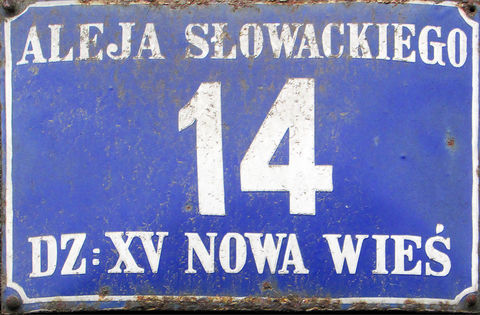 ALEJA SŁOWACKIEGO
14
DZ: XV NOWA WIEŚ